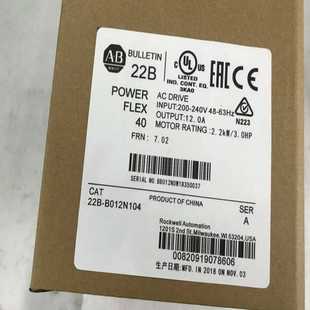 AB BULLETIN
22B
C UL US EAC CE
LISTED
IND. CONT. EQ.
3KA0
N223
POWER
FLEX
40
AC DRIVE
INPUT:200-240V 48-63Hz
OUTPUT:12.0A
MOTOR RATING:2.2kW/3.0HP
FRN : 7.02
CAT
22B-B012N104
PRODUCT OF CHINA
SER
A
Rockwell Automation
1201S 2nd St.Milwaukee,WI 53204,USA
00820919078606
生产日期:MFD. IN 2018 ON NOV.03